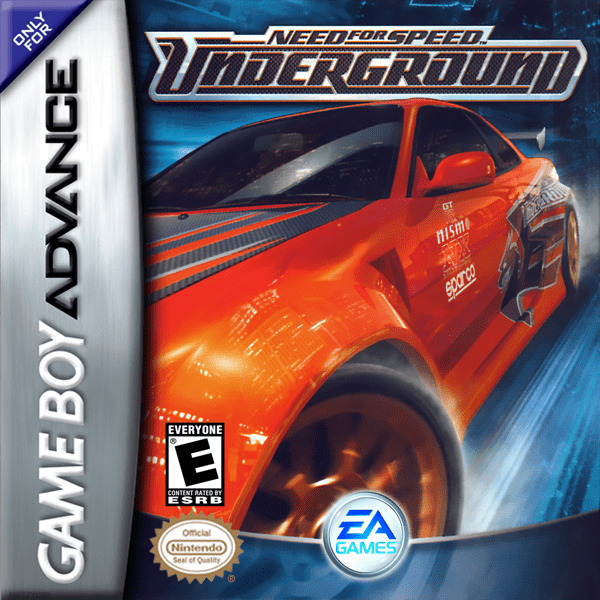 ONLY
FOR
GAME BOY ADVANCE
NEED FOR SPEED™
UNDERGROUND
GT
nismo
sparco
EVERYONE
E
®
CONTENT RATED BY
ESRB
Official
Nintendo
Seal of Quality
®
EA
GAMES